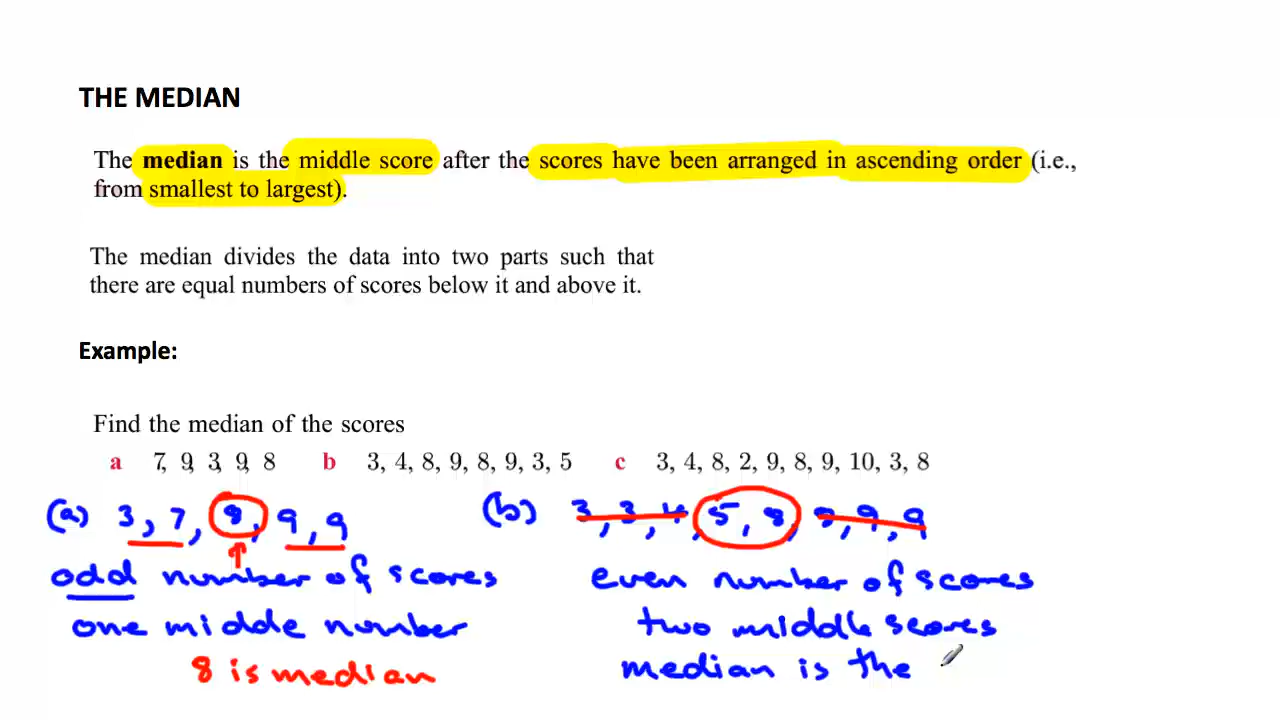 THE MEDIAN
The median is the middle score after the scores have been arranged in ascending order (i.e.,
from smallest to largest).
The median divides the data into two parts such that
there are equal numbers of scores below it and above it.
Example:
Find the median of the scores
a 7, 9, 3, 9, 8 b 3, 4, 8, 9, 8, 9, 3, 5 c 3, 4, 8, 2, 9, 8, 9, 10, 3, 8
(a) 3, 7, 8, 9, 9 (b) 3, 3, 4, 5, 8, 8, 9, 9
odd number of scores even number of scores
one middle number two middle scores
8 is median median is the